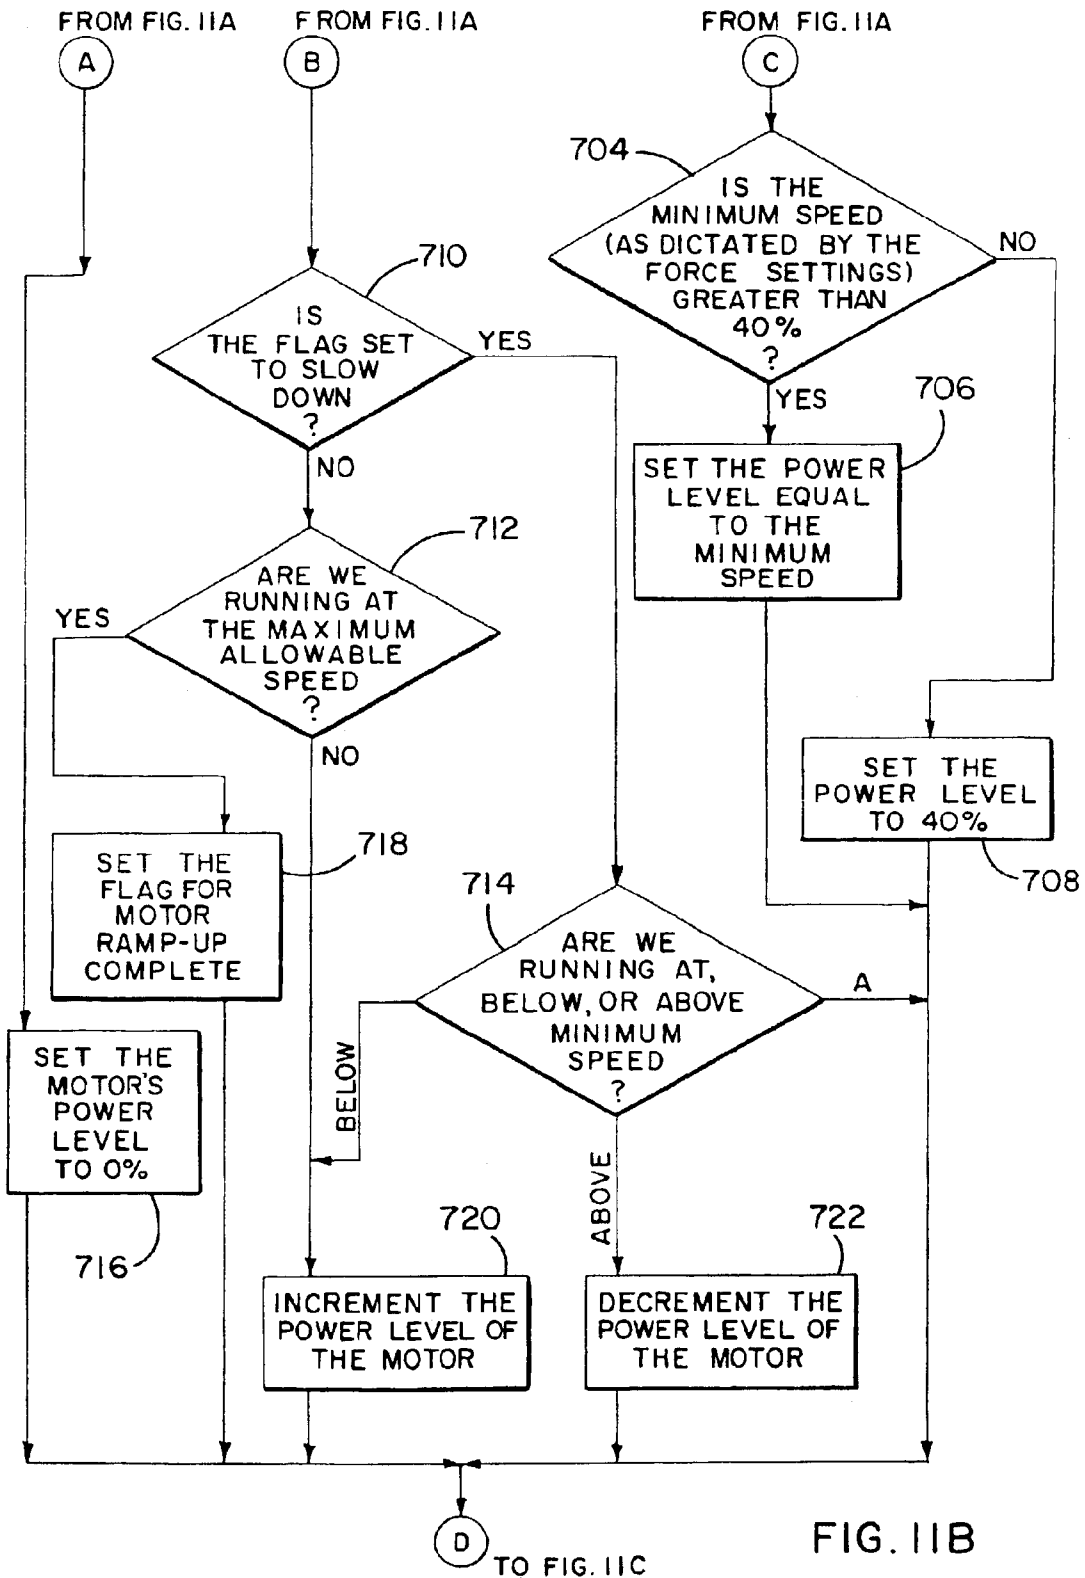 FROM FIG. 11A
FROM FIG. 11A
FROM FIG. 11A
A
B
C
704
IS THE
MINIMUM SPEED
(AS DICTATED BY THE
FORCE SETTINGS)
GREATER THAN
40%
?
NO
YES
710
IS
THE FLAG SET
TO SLOW
DOWN
?
YES
NO
706
SET THE POWER
LEVEL EQUAL
TO THE
MINIMUM
SPEED
712
ARE WE
RUNNING AT
THE MAXIMUM
ALLOWABLE
SPEED
?
YES
NO
SET THE
POWER LEVEL
TO 40%
708
718
SET THE
FLAG FOR
MOTOR
RAMP-UP
COMPLETE
714
ARE WE
RUNNING AT,
BELOW, OR ABOVE
MINIMUM
SPEED
?
A
BELOW
ABOVE
SET THE
MOTOR'S
POWER
LEVEL
TO 0%
716
720
INCREMENT THE
POWER LEVEL OF
THE MOTOR
722
DECREMENT THE
POWER LEVEL OF
THE MOTOR
D
TO FIG. 11C
FIG. 11B